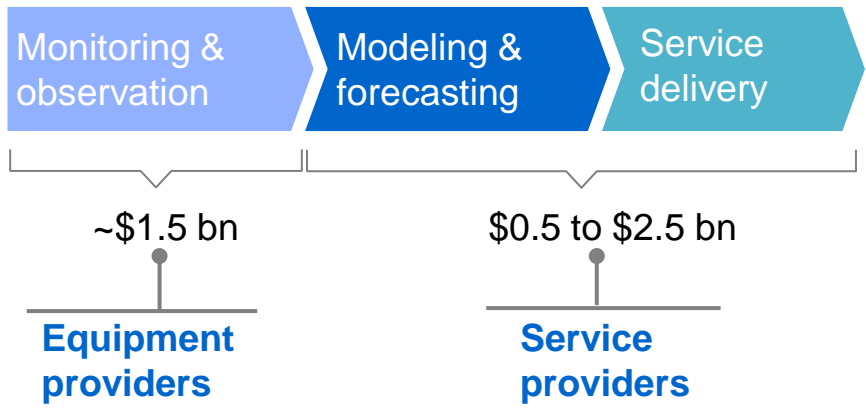 Monitoring &
observation
Modeling &
forecasting
Service
delivery
~$1.5 bn
$0.5 to $2.5 bn
Equipment
providers
Service
providers